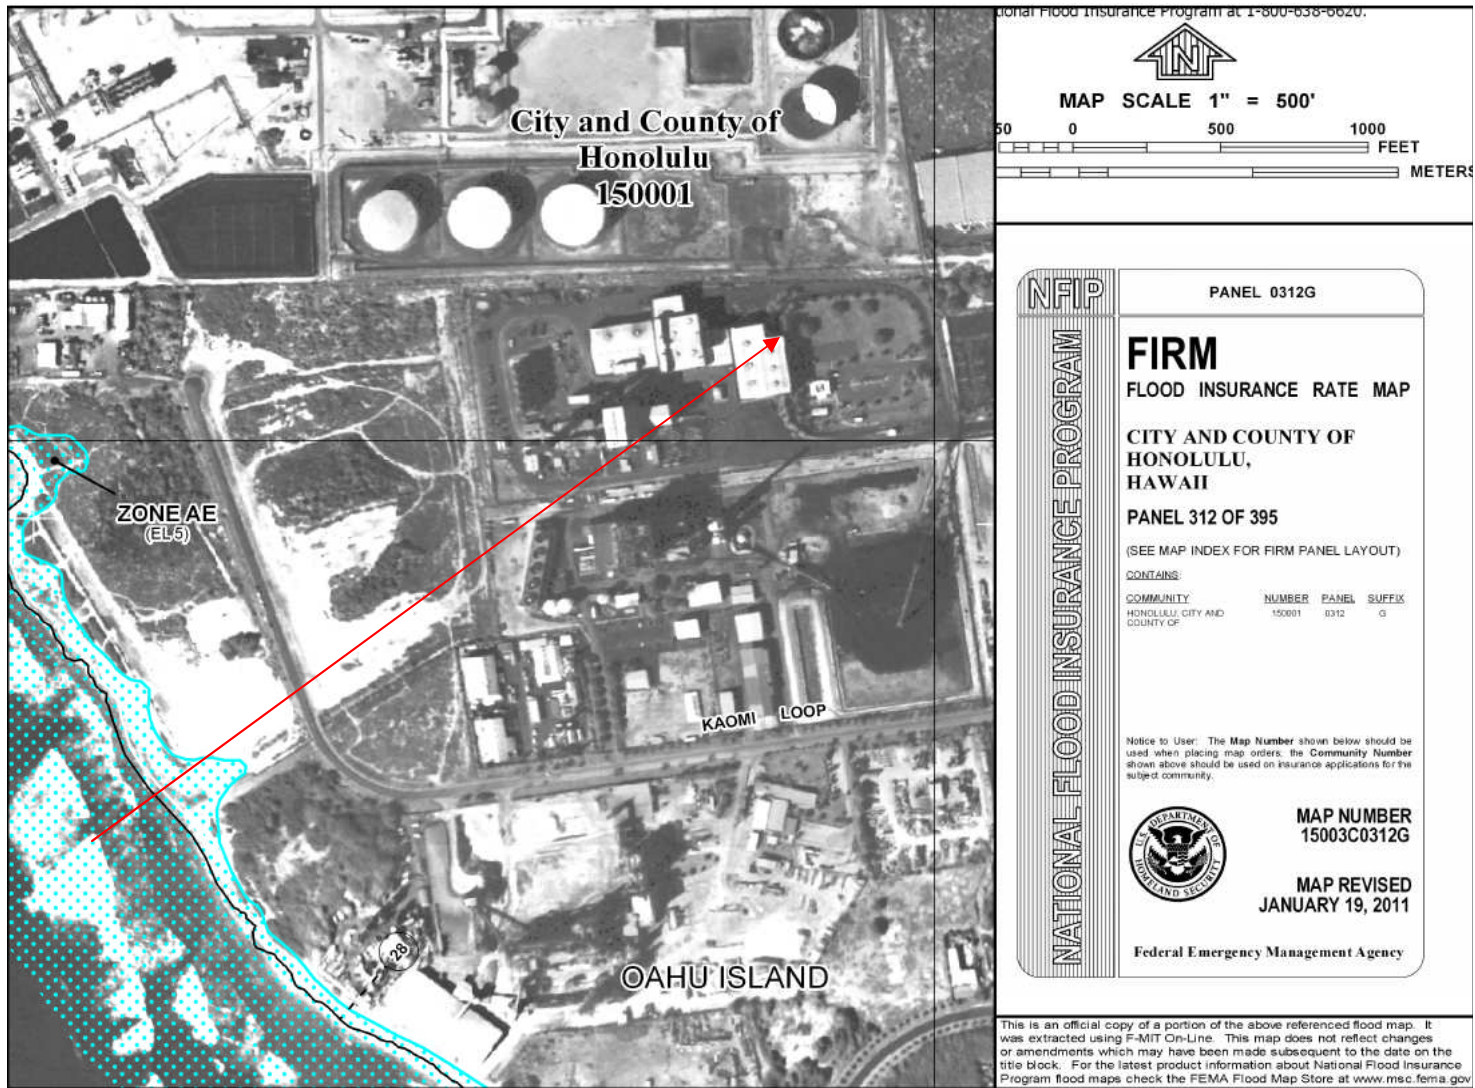 ional Flood Insurance Program at 1-800-638-6620.
N
MAP SCALE 1" = 500'
50 0 500 1000
FEET
METERS
City and County of
Honolulu
150001
ZONE AE
(EL 5)
KAOMI LOOP
28
OAHU ISLAND
NFIP
NATIONAL FLOOD INSURANCE PROGRAM
PANEL 0312G
FIRM
FLOOD INSURANCE RATE MAP
CITY AND COUNTY OF
HONOLULU,
HAWAII
PANEL 312 OF 395
(SEE MAP INDEX FOR FIRM PANEL LAYOUT)
CONTAINS:
COMMUNITY NUMBER PANEL SUFFIX
HONOLULU, CITY AND 150001 0312 G
COUNTY OF
Notice to User: The Map Number shown below should be
used when placing map orders; the Community Number
shown above should be used on insurance applications for the
subject community.
U.S. DEPARTMENT OF
HOMELAND SECURITY
MAP NUMBER
15003C0312G
MAP REVISED
JANUARY 19, 2011
Federal Emergency Management Agency
This is an official copy of a portion of the above referenced flood map. It
was extracted using F-MIT On-Line. This map does not reflect changes
or amendments which may have been made subsequent to the date on the
title block. For the latest product information about National Flood Insurance
Program flood maps check the FEMA Flood Map Store at www.msc.fema.gov